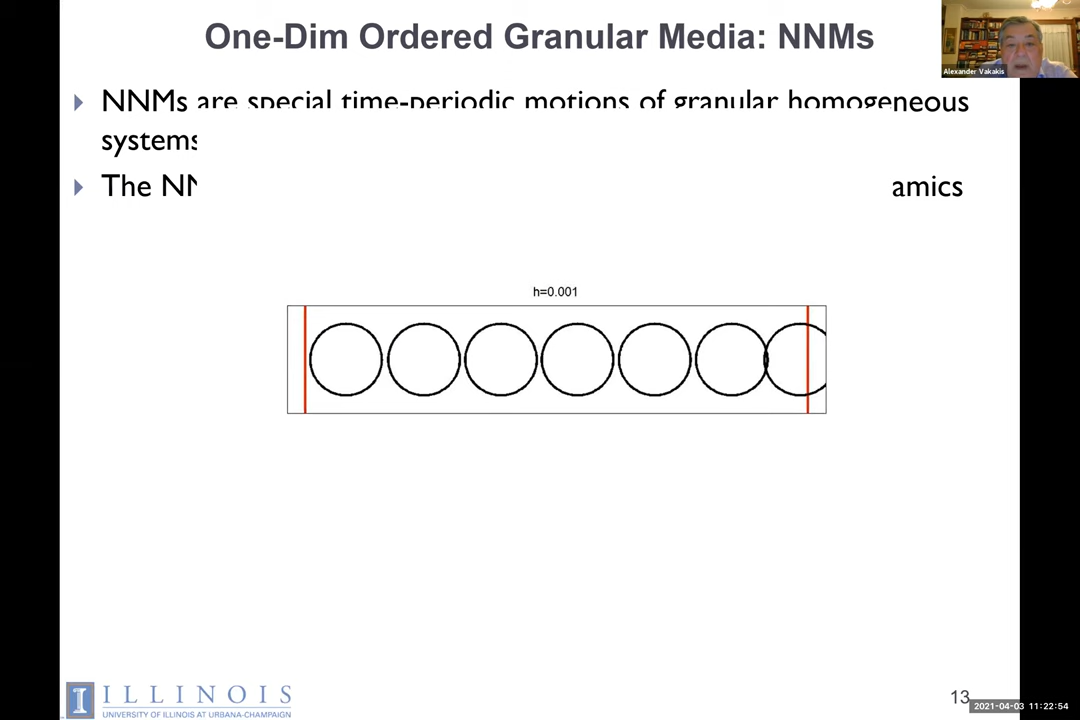 One-Dim Ordered Granular Media: NNMs
Alexander Vakakis
NNMs are special time-periodic motions of granular homogeneous
systems
The amics
h=0.001
ILLINOIS
UNIVERSITY OF ILLINOIS AT URBANA-CHAMPAIGN
13
2021-04-03 11:22:54